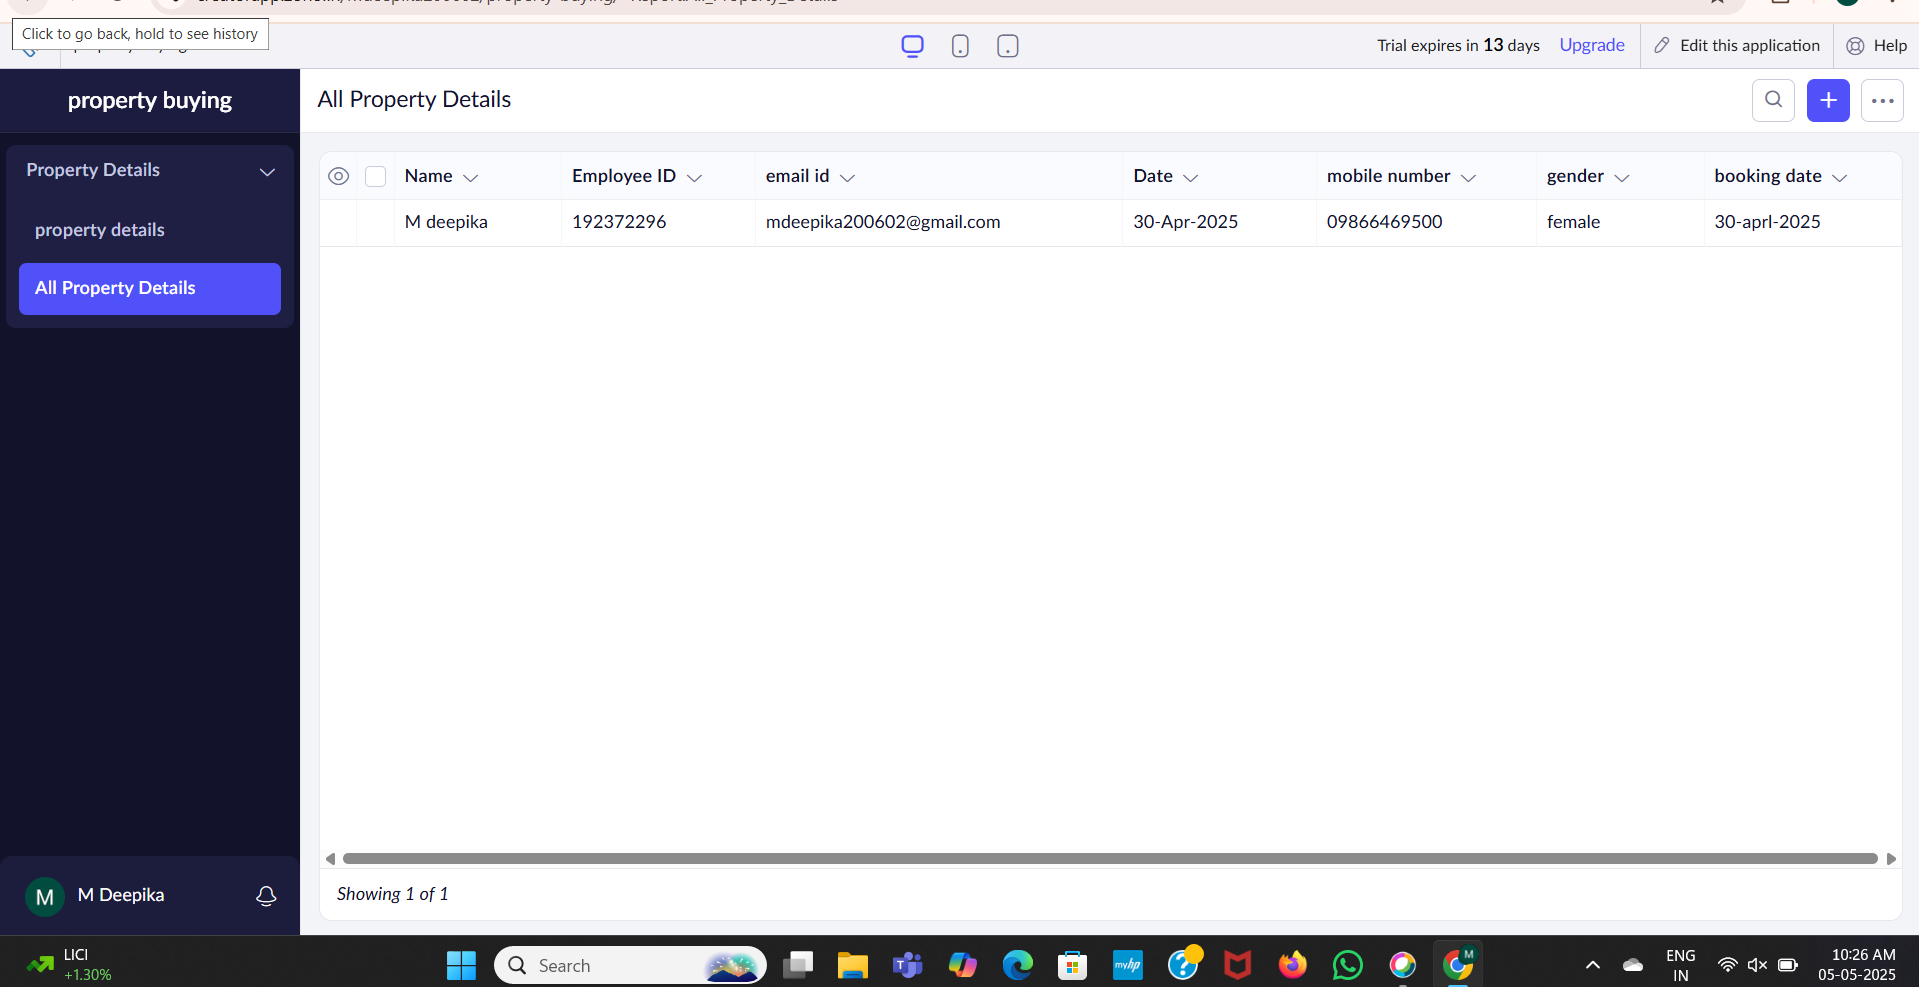 Click to go back, hold to see history
Trial expires in 13 days Upgrade Edit this application Help
property buying
All Property Details
Property Details
property details
All Property Details
Name Employee ID email id Date mobile number gender booking date
M deepika 192372296 mdeepika200602@gmail.com 30-Apr-2025 09866469500 female 30-aprl-2025
Showing 1 of 1
M M Deepika
LICI
+1.30%
Search
myhp
M
ENG
IN
10:26 AM
05-05-2025